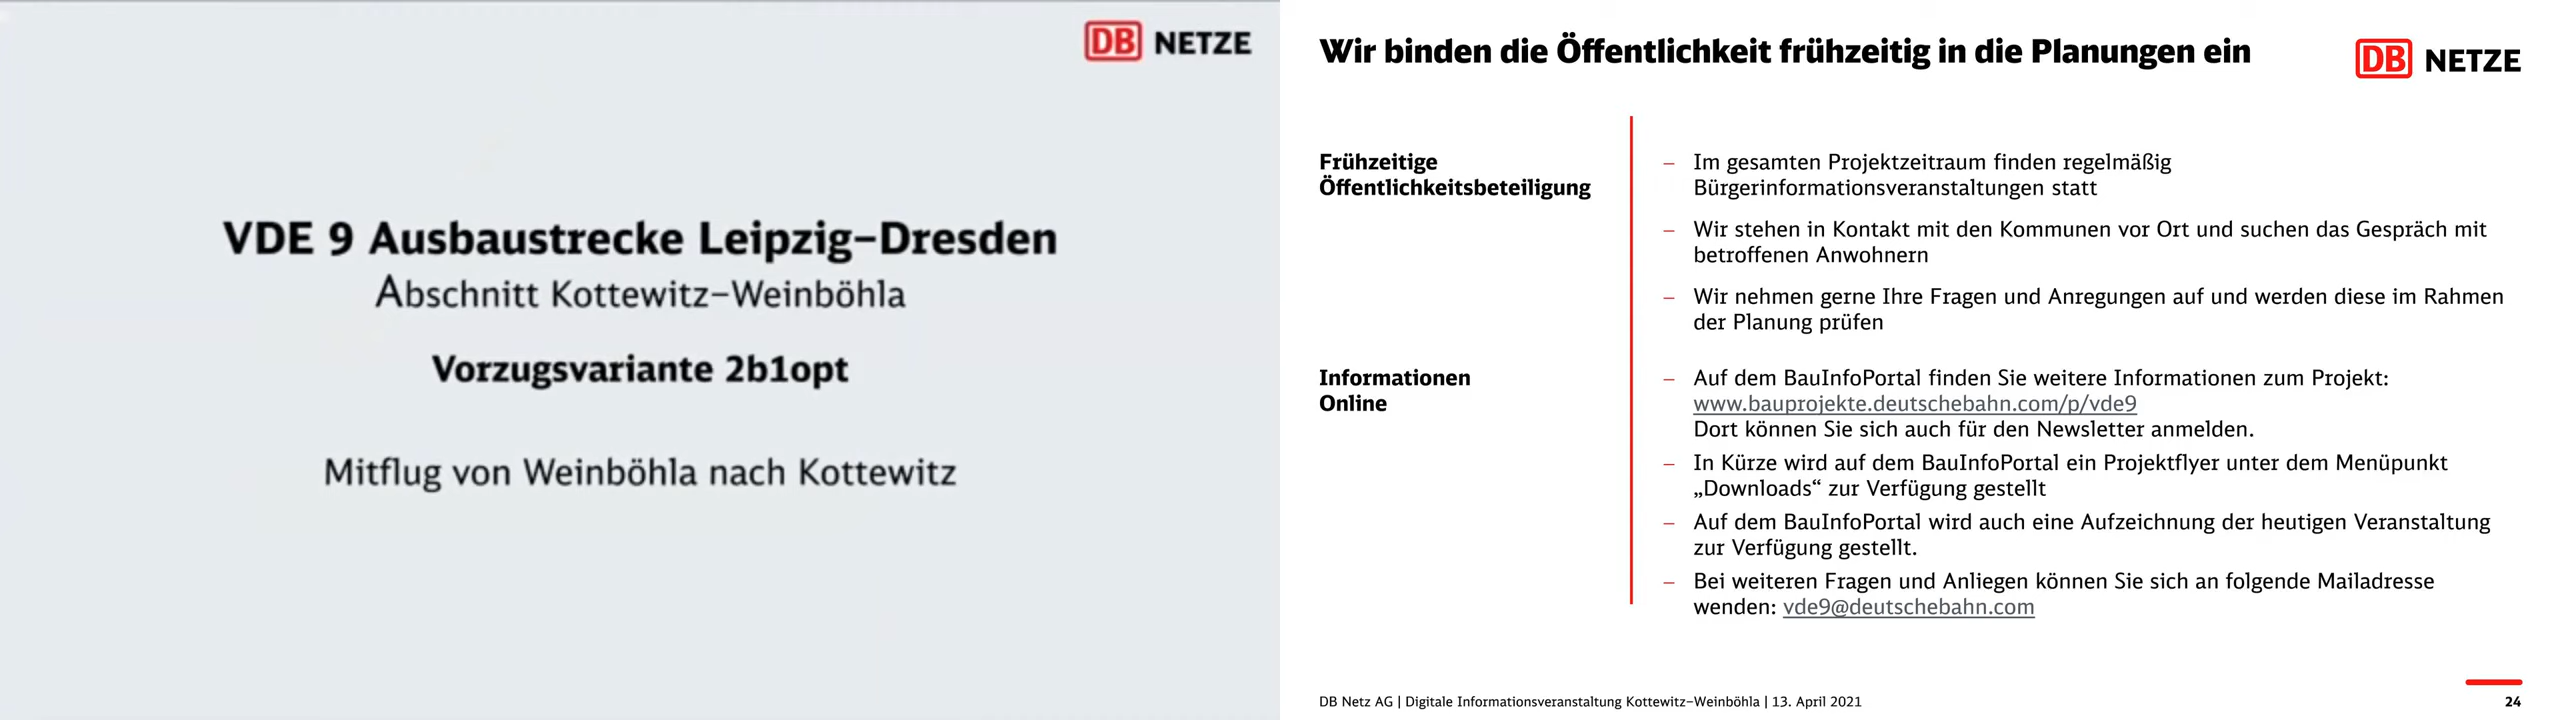 DB NETZE
VDE 9 Ausbaustrecke Leipzig–Dresden
Abschnitt Kottewitz–Weinböhla
Vorzugsvariante 2b1opt
Mitflug von Weinböhla nach Kottewitz
Wir binden die Öffentlichkeit frühzeitig in die Planungen ein
DB NETZE
Frühzeitige
Öffentlichkeitsbeteiligung
– Im gesamten Projektzeitraum finden regelmäßig
Bürgerinformationsveranstaltungen statt
– Wir stehen in Kontakt mit den Kommunen vor Ort und suchen das Gespräch mit
betroffenen Anwohnern
– Wir nehmen gerne Ihre Fragen und Anregungen auf und werden diese im Rahmen
der Planung prüfen
Informationen
Online
– Auf dem BauInfoPortal finden Sie weitere Informationen zum Projekt:
www.bauprojekte.deutschebahn.com/p/vde9
Dort können Sie sich auch für den Newsletter anmelden.
– In Kürze wird auf dem BauInfoPortal ein Projektflyer unter dem Menüpunkt
„Downloads“ zur Verfügung gestellt
– Auf dem BauInfoPortal wird auch eine Aufzeichnung der heutigen Veranstaltung
zur Verfügung gestellt.
– Bei weiteren Fragen und Anliegen können Sie sich an folgende Mailadresse
wenden: vde9@deutschebahn.com
DB Netz AG | Digitale Informationsveranstaltung Kottewitz–Weinböhla | 13. April 2021
24